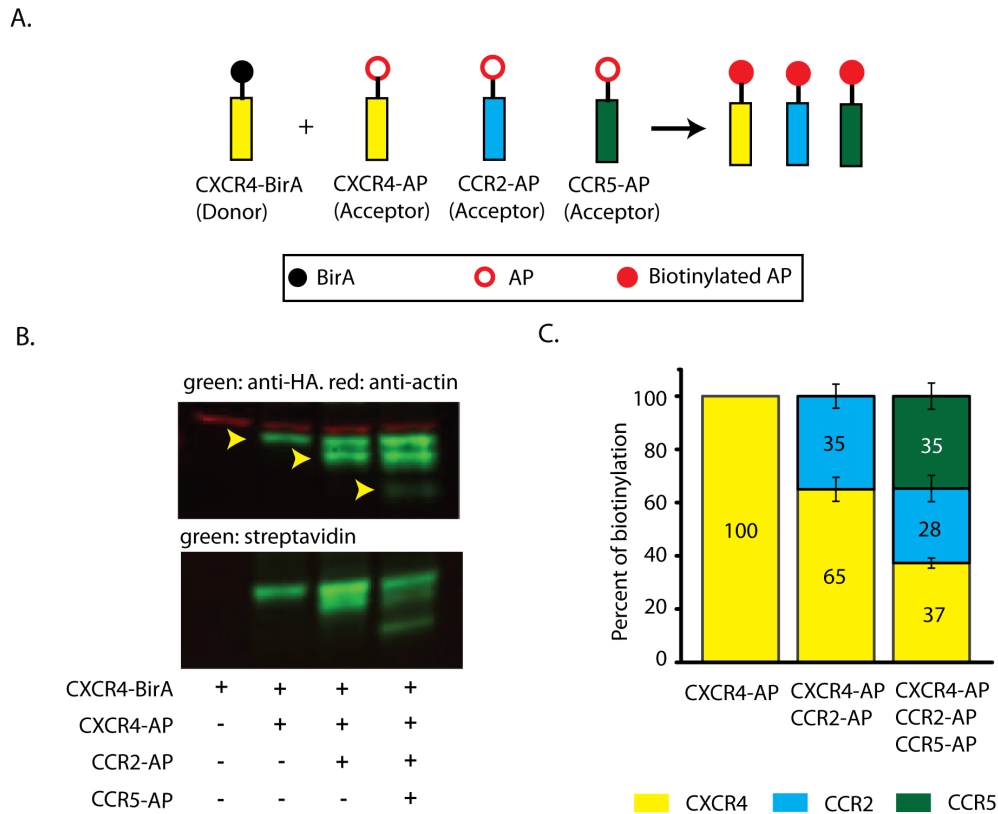 A.
+
CXCR4-BirA
(Donor)
CXCR4-AP
(Acceptor)
CCR2-AP
(Acceptor)
CCR5-AP
(Acceptor)
BirA
AP
Biotinylated AP
B.
green: anti-HA. red: anti-actin
green: streptavidin
CXCR4-BirA + + + +
CXCR4-AP - + + +
CCR2-AP - - + +
CCR5-AP - - - +
C.
Percent of biotinylation
100
80
60
40
20
0
100
35
65
35
28
37
CXCR4-AP
CXCR4-AP
CCR2-AP
CXCR4-AP
CCR2-AP
CCR5-AP
CXCR4
CCR2
CCR5